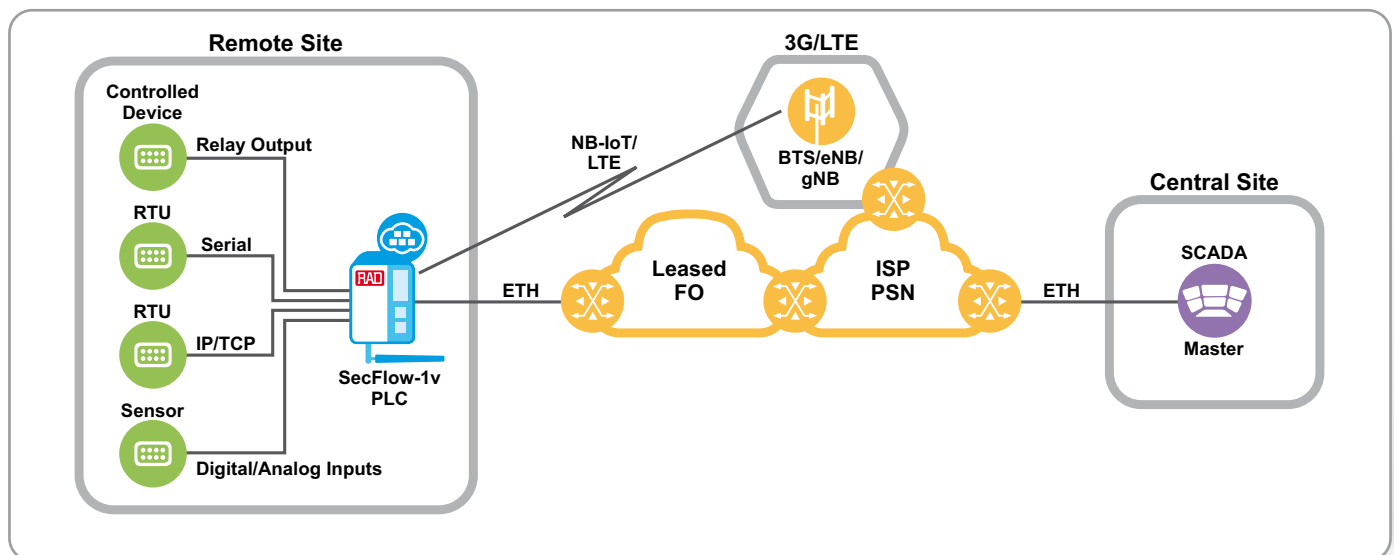 Remote Site
3G/LTE
Controlled
Device
Relay Output
NB-IoT/
LTE
BTS/eNB/
gNB
Central Site
RTU
Serial
RAD
Leased
FO
ISP
PSN
SCADA
ETH
ETH
RTU
IP/TCP
Master
SecFlow-1v
PLC
Sensor
Digital/Analog Inputs